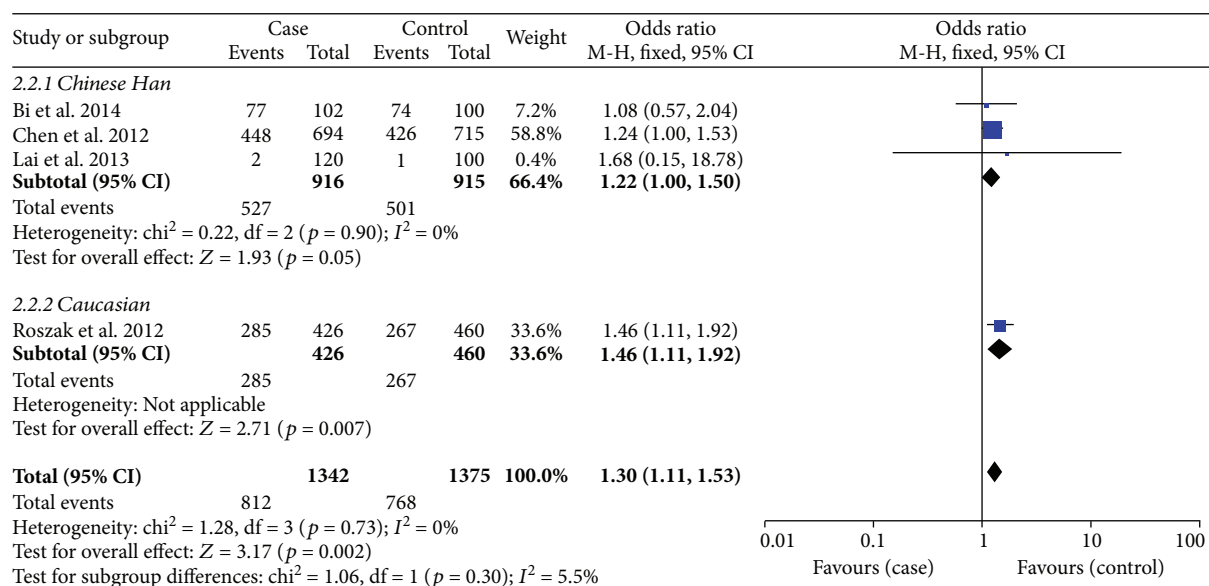 Study or subgroup Case Control Weight Odds ratio Odds ratio
Events Total Events Total M-H, fixed, 95% CI M-H, fixed, 95% CI
2.2.1 Chinese Han
Bi et al. 2014 77 102 74 100 7.2% 1.08 (0.57, 2.04)
Chen et al. 2012 448 694 426 715 58.8% 1.24 (1.00, 1.53)
Lai et al. 2013 2 120 1 100 0.4% 1.68 (0.15, 18.78)
Subtotal (95% CI) 916 915 66.4% 1.22 (1.00, 1.50)
Total events 527 501
Heterogeneity: chi² = 0.22, df = 2 (p = 0.90); I² = 0%
Test for overall effect: Z = 1.93 (p = 0.05)
2.2.2 Caucasian
Roszak et al. 2012 285 426 267 460 33.6% 1.46 (1.11, 1.92)
Subtotal (95% CI) 426 460 33.6% 1.46 (1.11, 1.92)
Total events 285 267
Heterogeneity: Not applicable
Test for overall effect: Z = 2.71 (p = 0.007)
Total (95% CI) 1342 1375 100.0% 1.30 (1.11, 1.53)
Total events 812 768
Heterogeneity: chi² = 1.28, df = 3 (p = 0.73); I² = 0%
Test for overall effect: Z = 3.17 (p = 0.002)
Test for subgroup differences: chi² = 1.06, df = 1 (p = 0.30); I² = 5.5%
0.01 0.1 1 10 100
Favours (case) Favours (control)